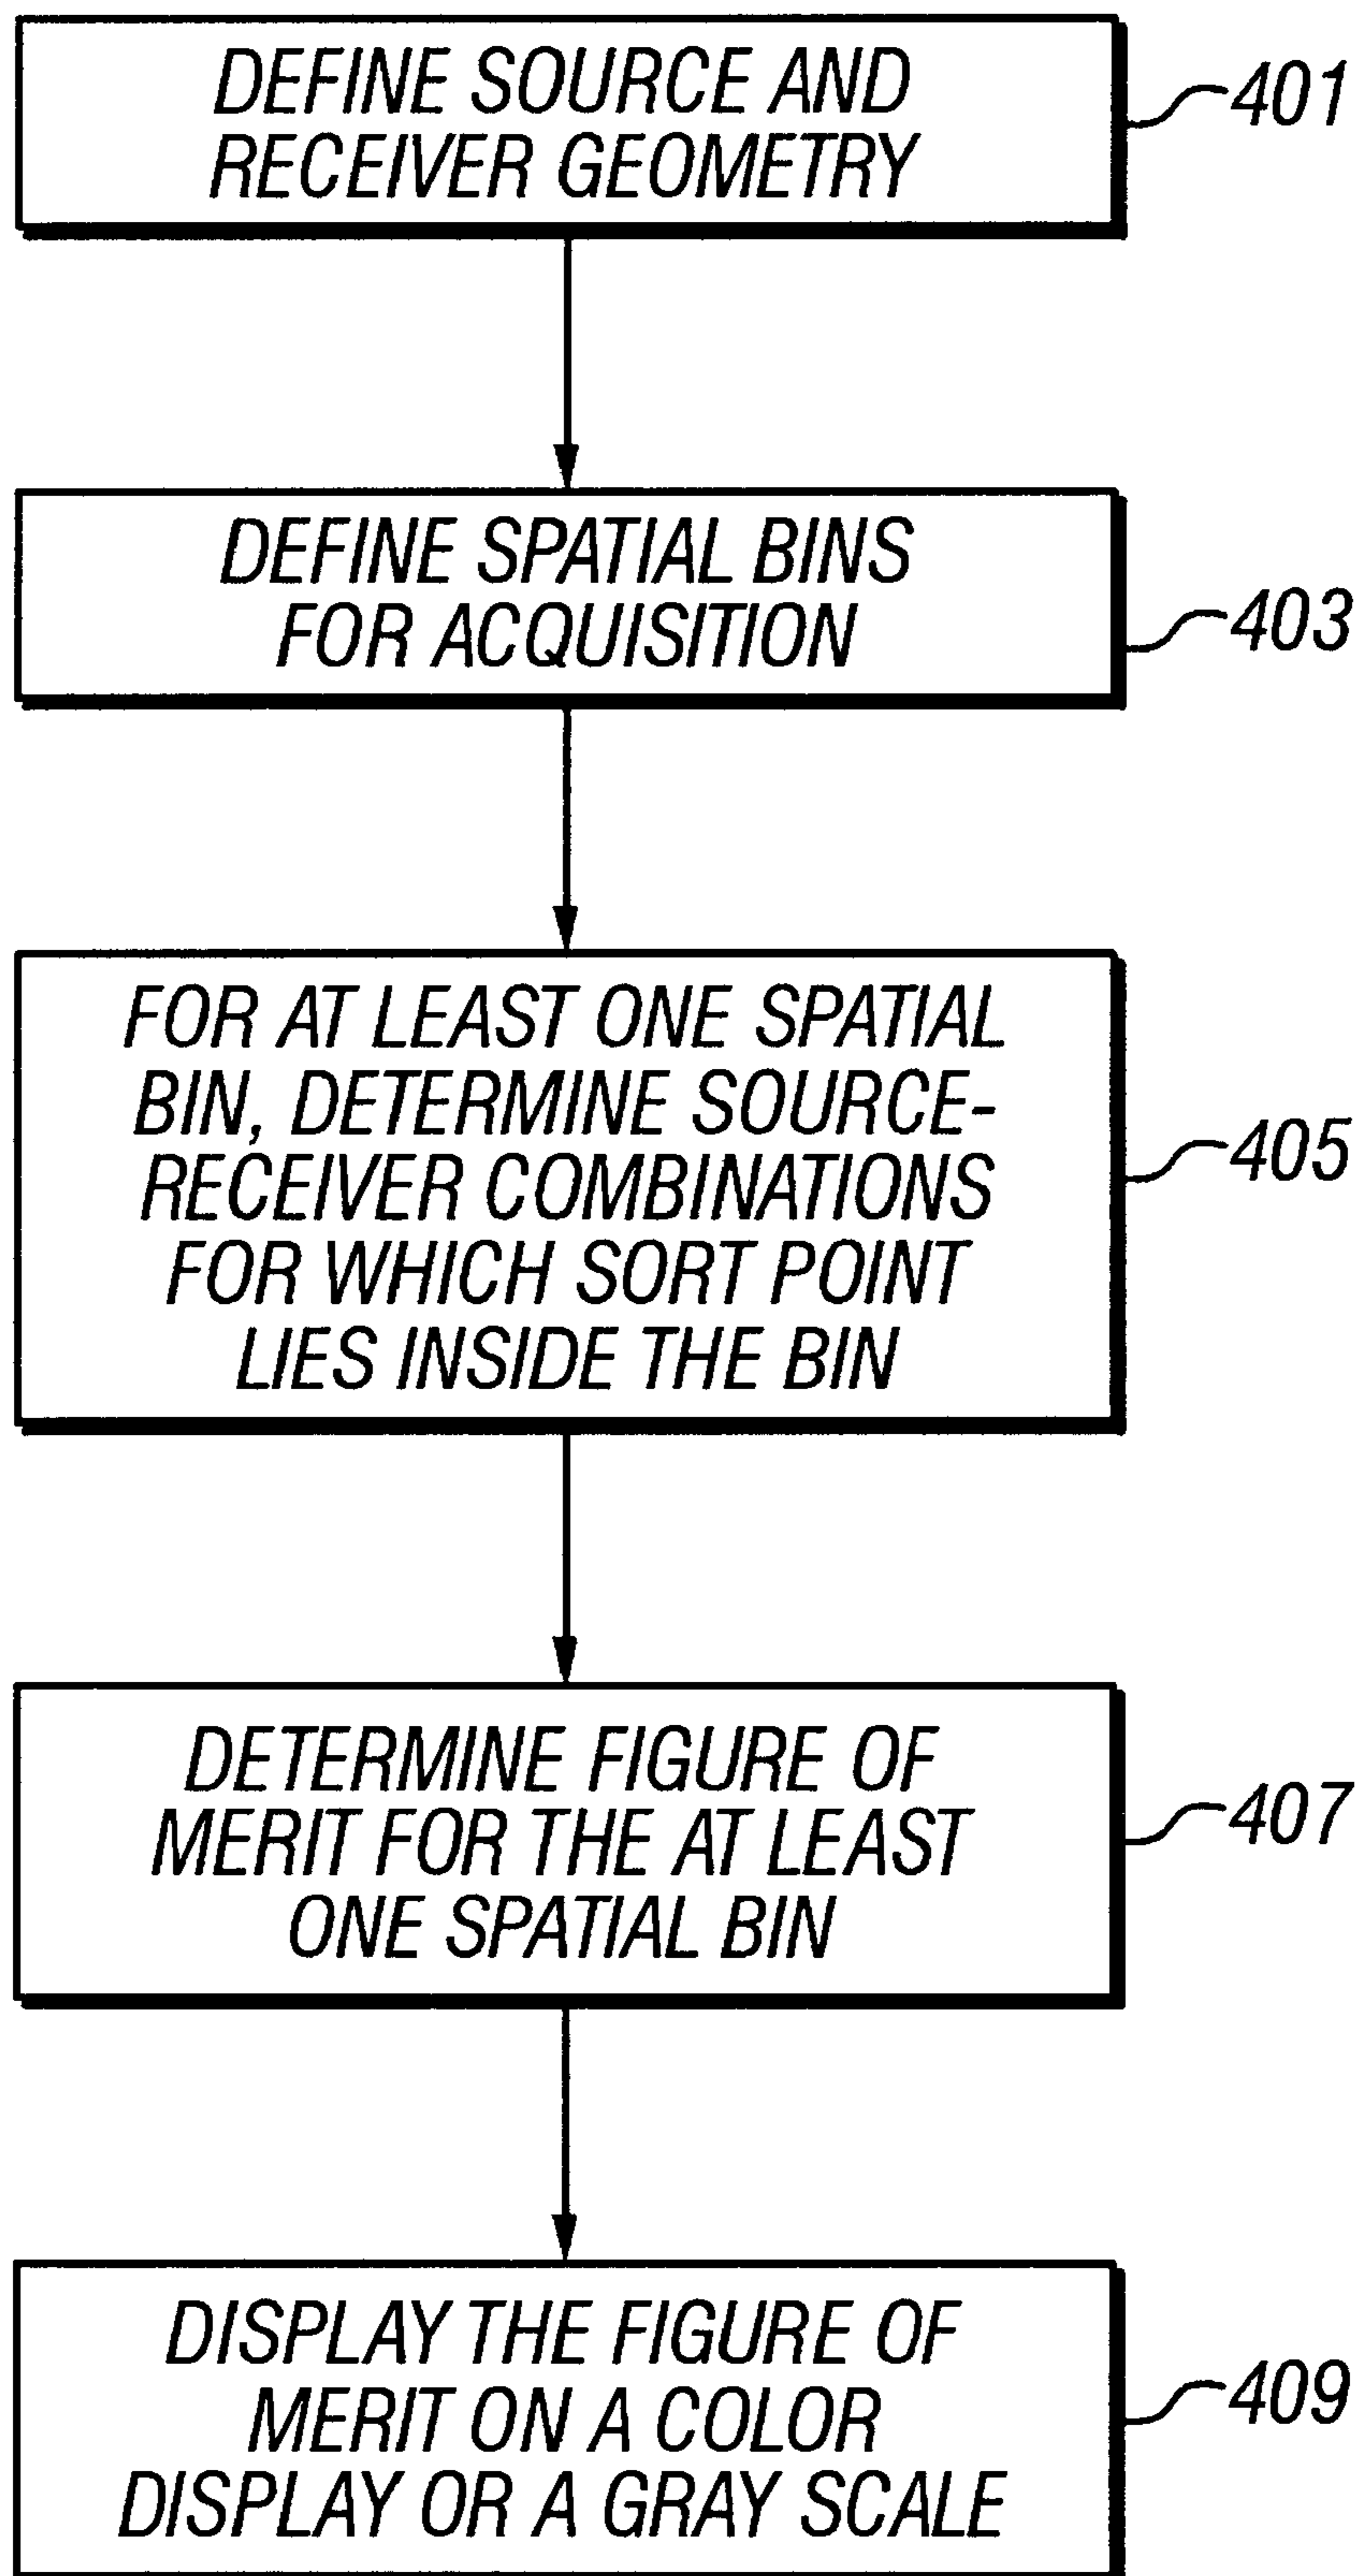 DEFINE SOURCE AND
RECEIVER GEOMETRY
401
DEFINE SPATIAL BINS
FOR ACQUISITION
403
FOR AT LEAST ONE SPATIAL
BIN, DETERMINE SOURCE-
RECEIVER COMBINATIONS
FOR WHICH SORT POINT
LIES INSIDE THE BIN
405
DETERMINE FIGURE OF
MERIT FOR THE AT LEAST
ONE SPATIAL BIN
407
DISPLAY THE FIGURE OF
MERIT ON A COLOR
DISPLAY OR A GRAY SCALE
409